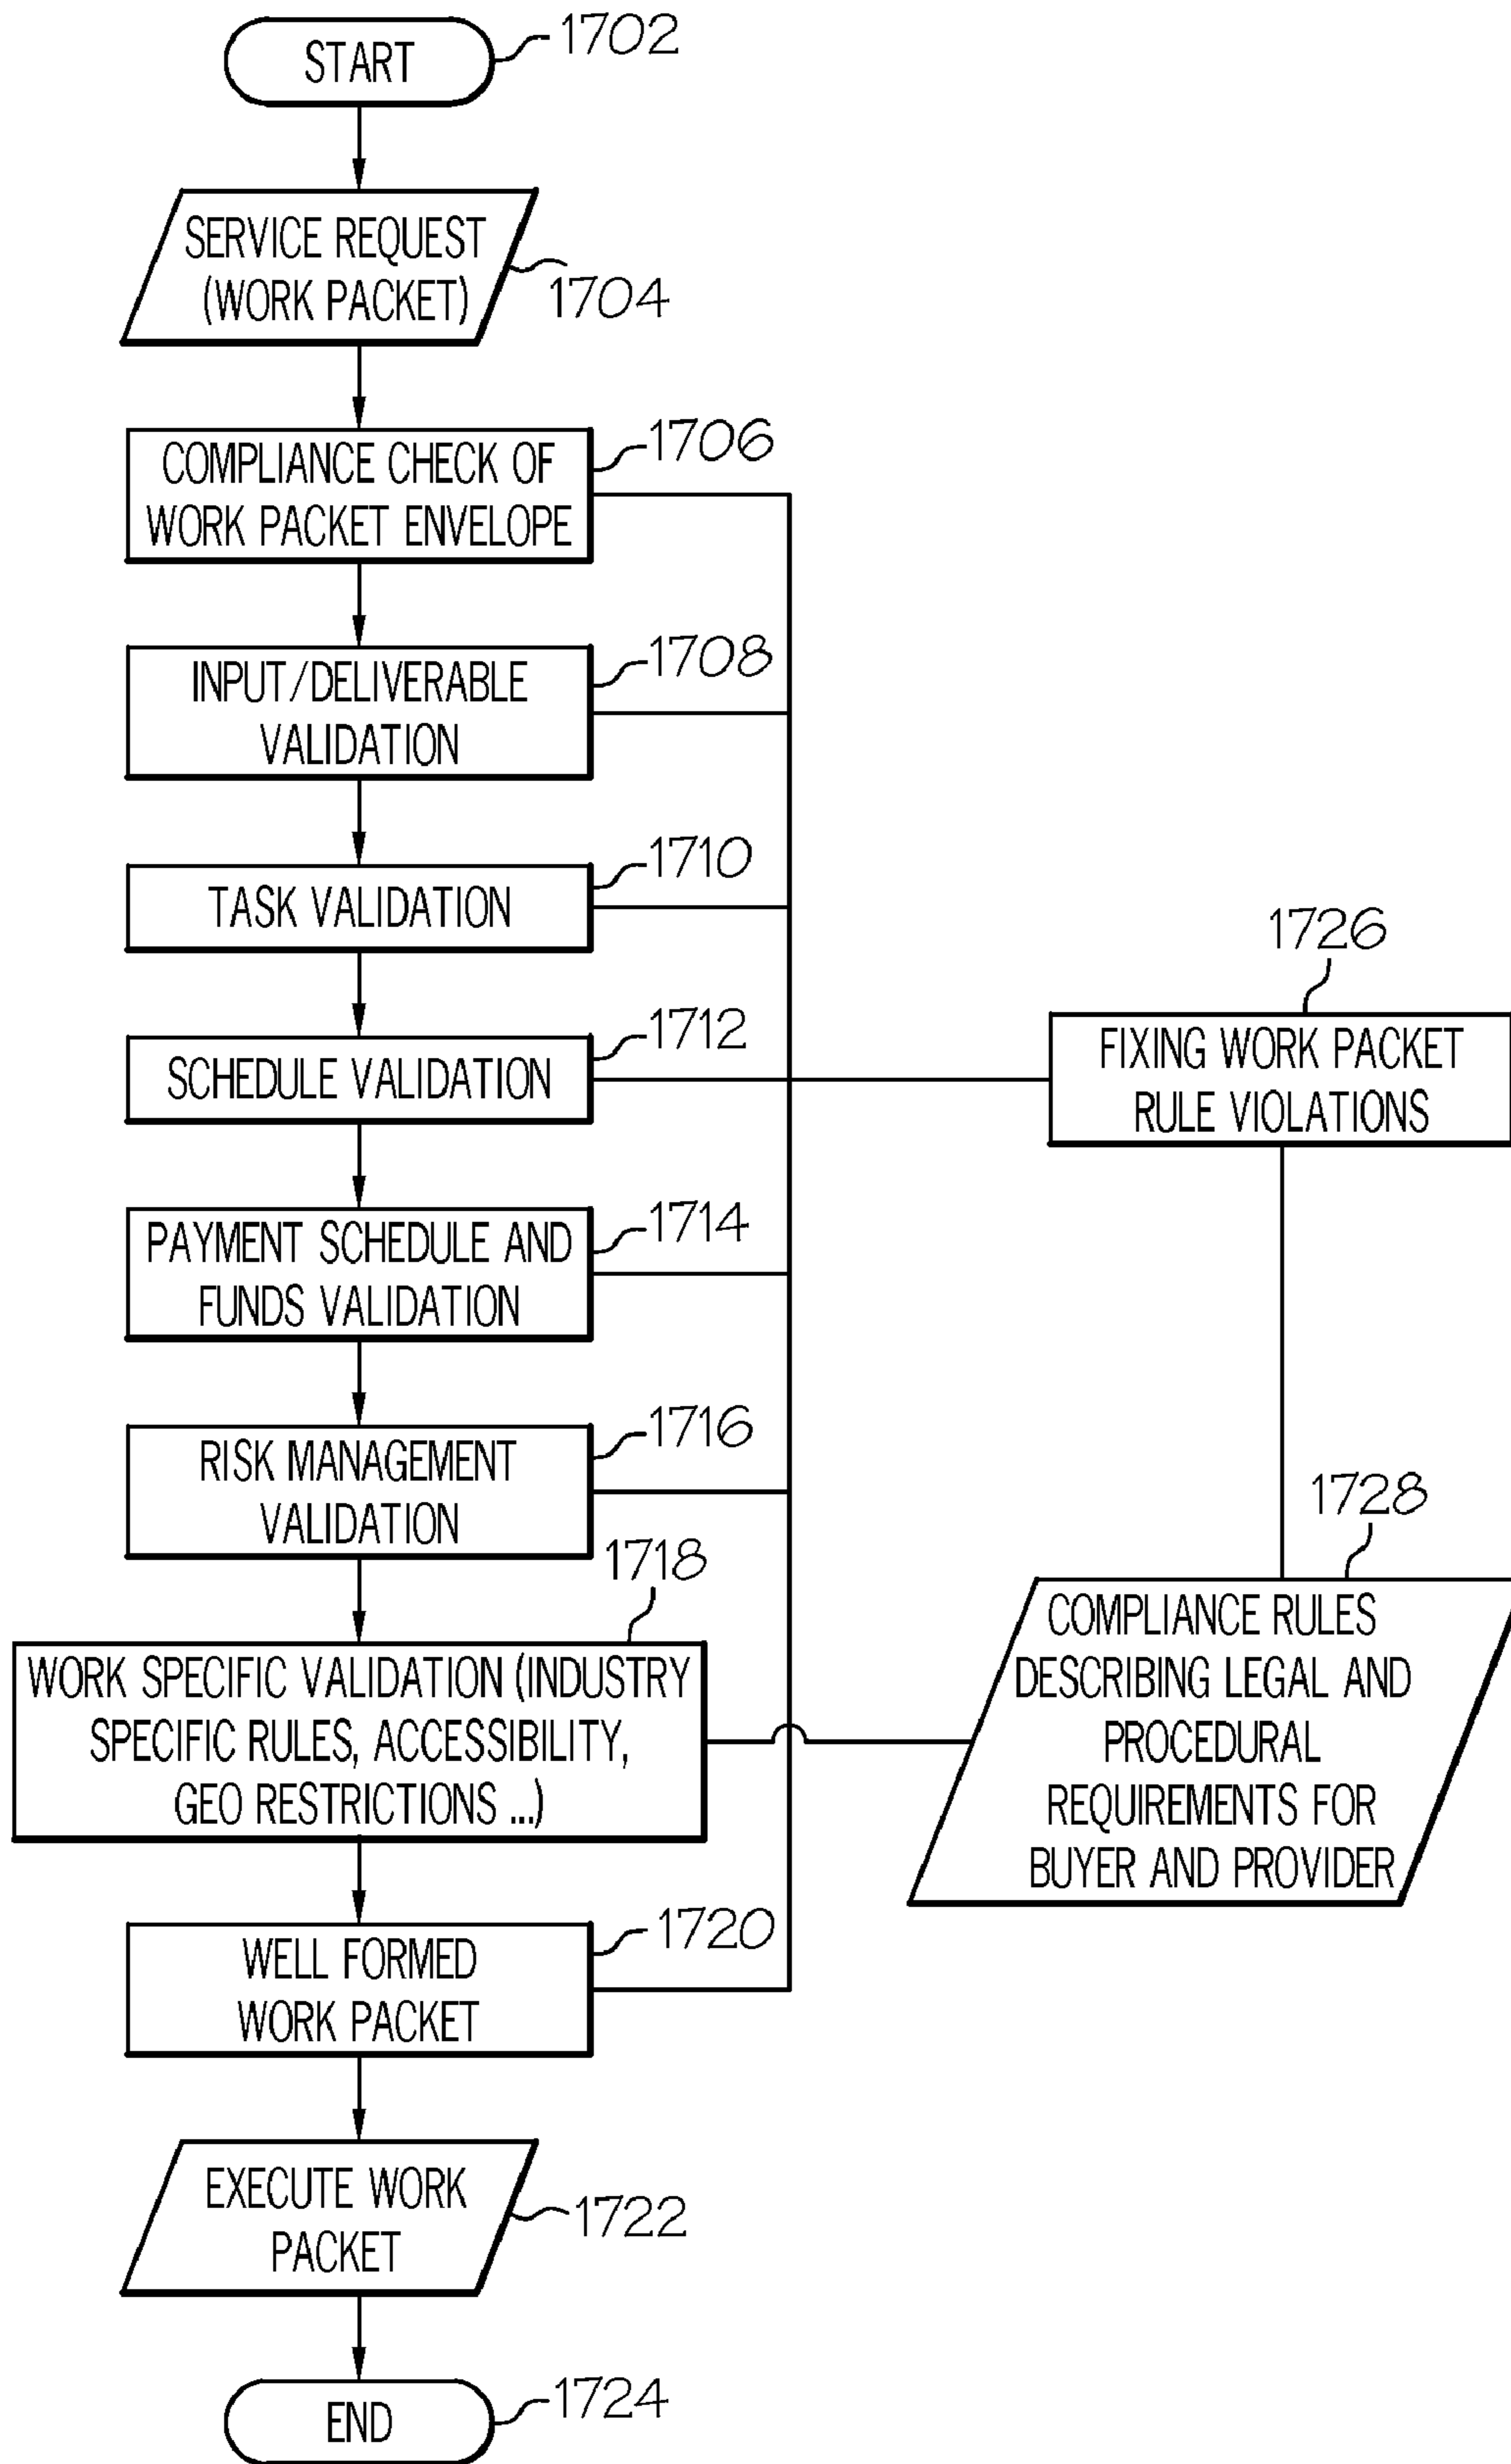 START
1702
SERVICE REQUEST
(WORK PACKET)
1704
COMPLIANCE CHECK OF
WORK PACKET ENVELOPE
1706
INPUT/DELIVERABLE
VALIDATION
1708
TASK VALIDATION
1710
SCHEDULE VALIDATION
1712
PAYMENT SCHEDULE AND
FUNDS VALIDATION
1714
RISK MANAGEMENT
VALIDATION
1716
WORK SPECIFIC VALIDATION (INDUSTRY
SPECIFIC RULES, ACCESSIBILITY,
GEO RESTRICTIONS ...)
1718
WELL FORMED
WORK PACKET
1720
EXECUTE WORK
PACKET
1722
END
1724
1726
FIXING WORK PACKET
RULE VIOLATIONS
1728
COMPLIANCE RULES
DESCRIBING LEGAL AND
PROCEDURAL
REQUIREMENTS FOR
BUYER AND PROVIDER